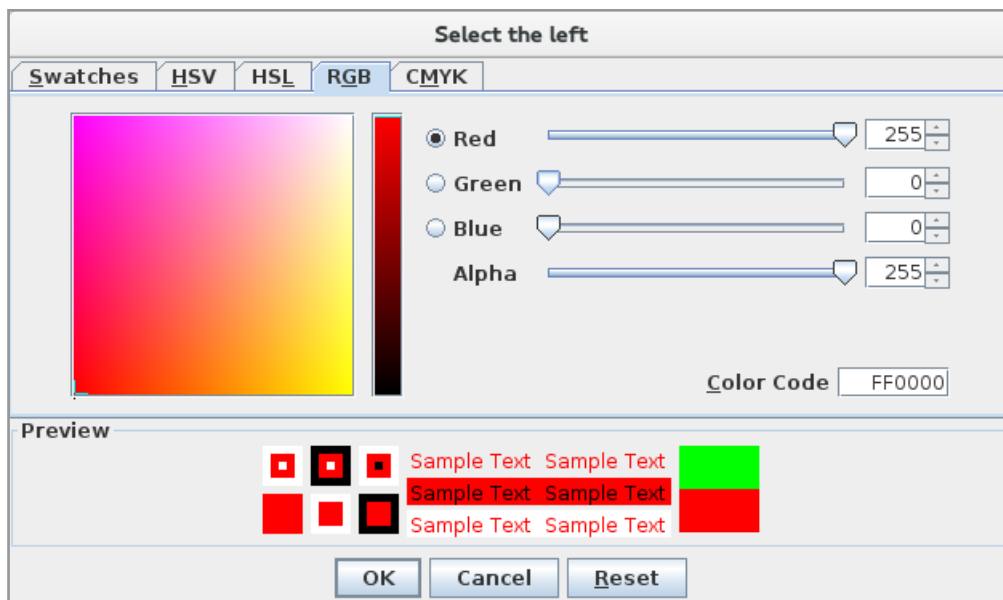 Select the left
Swatches HSV HSL RGB CMYK
Red 255
Green 0
Blue 0
Alpha 255
Color Code FF0000
Preview
Sample Text Sample Text
Sample Text Sample Text
Sample Text Sample Text
OK Cancel Reset